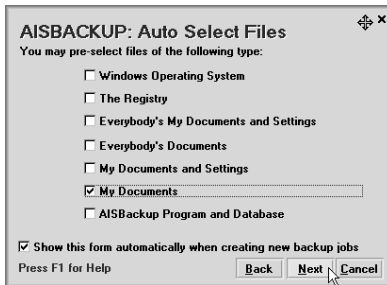 AISBACKUP: Auto Select Files
You may pre-select files of the following type:
Windows Operating System
The Registry
Everybody's My Documents and Settings
Everybody's Documents
My Documents and Settings
My Documents
AISBackup Program and Database
Show this form automatically when creating new backup jobs
Press F1 for Help
Back Next Cancel